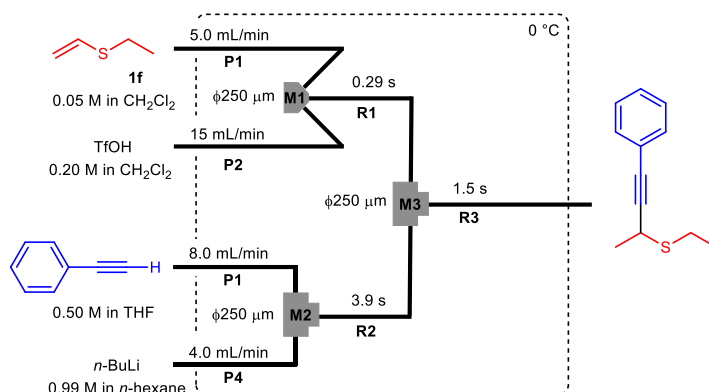 0 °C
5.0 mL/min
S
P1
1f
0.05 M in CH2Cl2
ϕ250 μm
M1
0.29 s
R1
TfOH
15 mL/min
0.20 M in CH2Cl2
P2
ϕ250 μm
M3
1.5 s
R3
S
8.0 mL/min
H
P1
0.50 M in THF
ϕ250 μm
M2
3.9 s
R2
n-BuLi
4.0 mL/min
0.99 M in n-hexane
P4